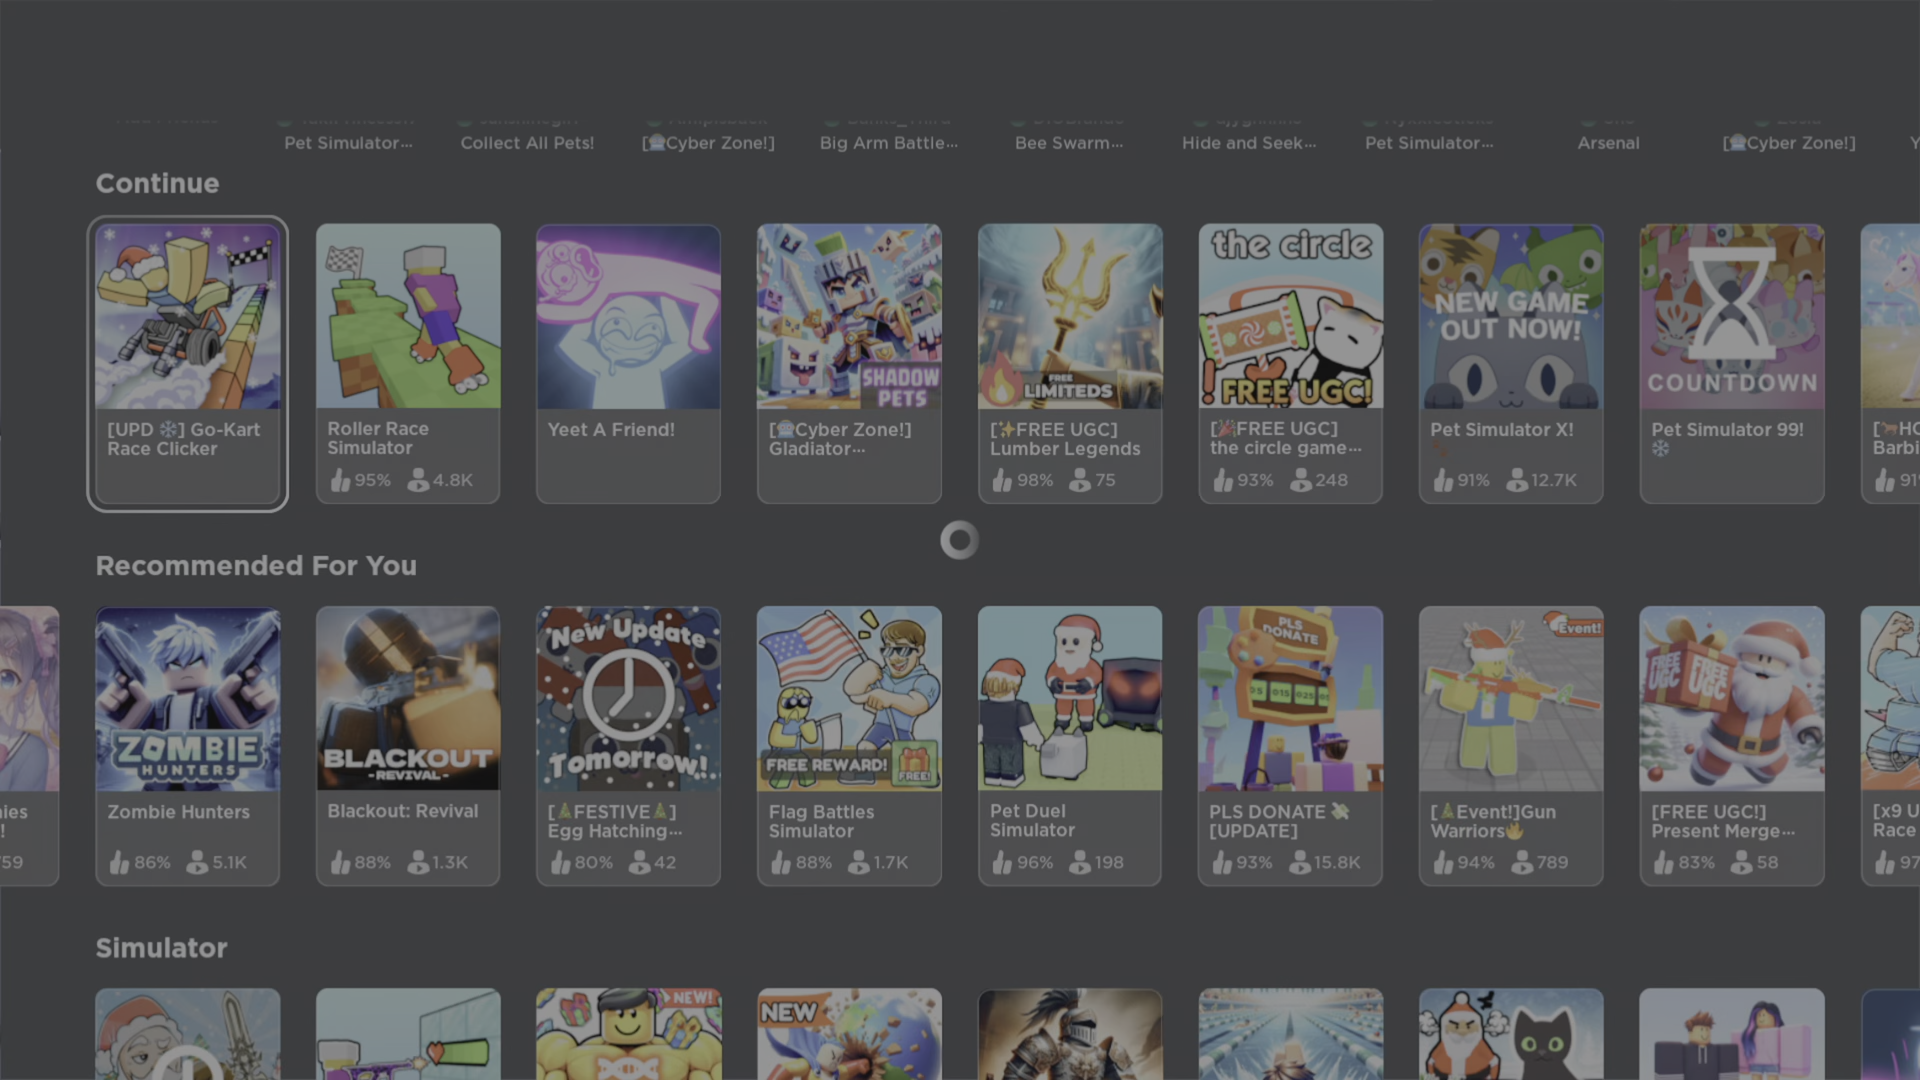 Pet Simulator…
Collect All Pets!
[Cyber Zone!]
Big Arm Battle…
Bee Swarm…
Hide and Seek…
Pet Simulator…
Arsenal
[Cyber Zone!]
Continue
the circle
NEW GAME
OUT NOW!
SHADOW
PETS
FREE
LIMITEDS
FREE UGC!
COUNTDOWN
[UPD ❄] Go-Kart
Race Clicker
Roller Race
Simulator
95% 4.8K
Yeet A Friend!
[Cyber Zone!]
Gladiator…
[✨FREE UGC]
Lumber Legends
98% 75
[🎉FREE UGC]
the circle game…
93% 248
Pet Simulator X!
🐾
91% 12.7K
Pet Simulator 99!
❄
Barbi
91
Recommended For You
ZOMBIE
HUNTERS
BLACKOUT
-REVIVAL-
New Update
Tomorrow!
FREE REWARD!
FREE!
PLS
DONATE
Event!
FREE
UGC
FREE
UGC
ies
!
59
Zombie Hunters
86% 5.1K
Blackout: Revival
88% 1.3K
[🎄FESTIVE🎄]
Egg Hatching…
80% 42
Flag Battles
Simulator
88% 1.7K
Pet Duel
Simulator
96% 198
PLS DONATE 💸
[UPDATE]
93% 15.8K
[🎄Event!]Gun
Warriors🔥
94% 789
[FREE UGC!]
Present Merge…
83% 58
[x9 U
Race
97
Simulator
NEW!
NEW